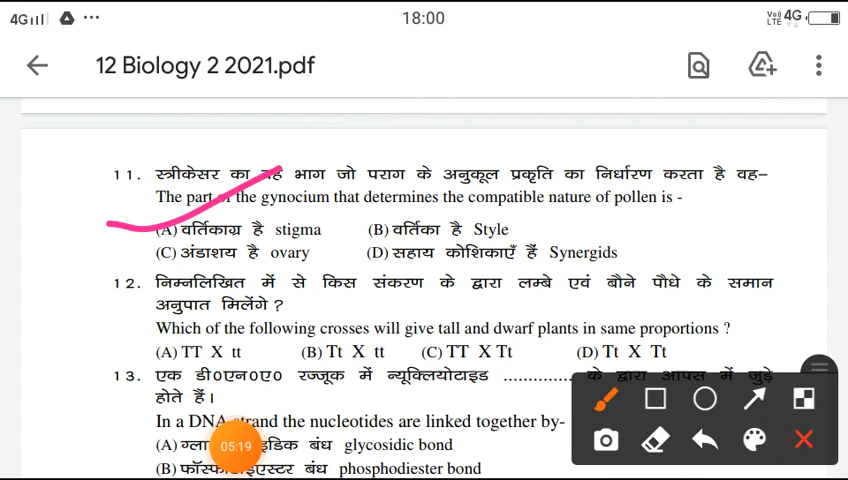 4G 18:00 Vo)) LTE 4G
12 Biology 2 2021.pdf
11. स्त्रीकेसर का वह भाग जो पराग के अनुकूल प्रकृति का निर्धारण करता है वह–
The part of the gynocium that determines the compatible nature of pollen is -
(A) वर्तिकाग्र है stigma (B) वर्तिका है Style
(C) अंडाशय है ovary (D) सहाय कोशिकाएँ हैं Synergids
12. निम्नलिखित में से किस संकरण के द्वारा लम्बे एवं बौने पौधे के समान
अनुपात मिलेंगे ?
Which of the following crosses will give tall and dwarf plants in same proportions ?
(A) TT X tt (B) Tt X tt (C) TT X Tt (D) Tt X Tt
13. एक डी०एन०ए० रज्जूक में न्यूक्लियोटाइड .............. के द्वारा आपस में जुड़े
होते हैं।
In a DNA strand the nucleotides are linked together by-
(A) glycosidic bond
05:19
(B) phosphodiester bond